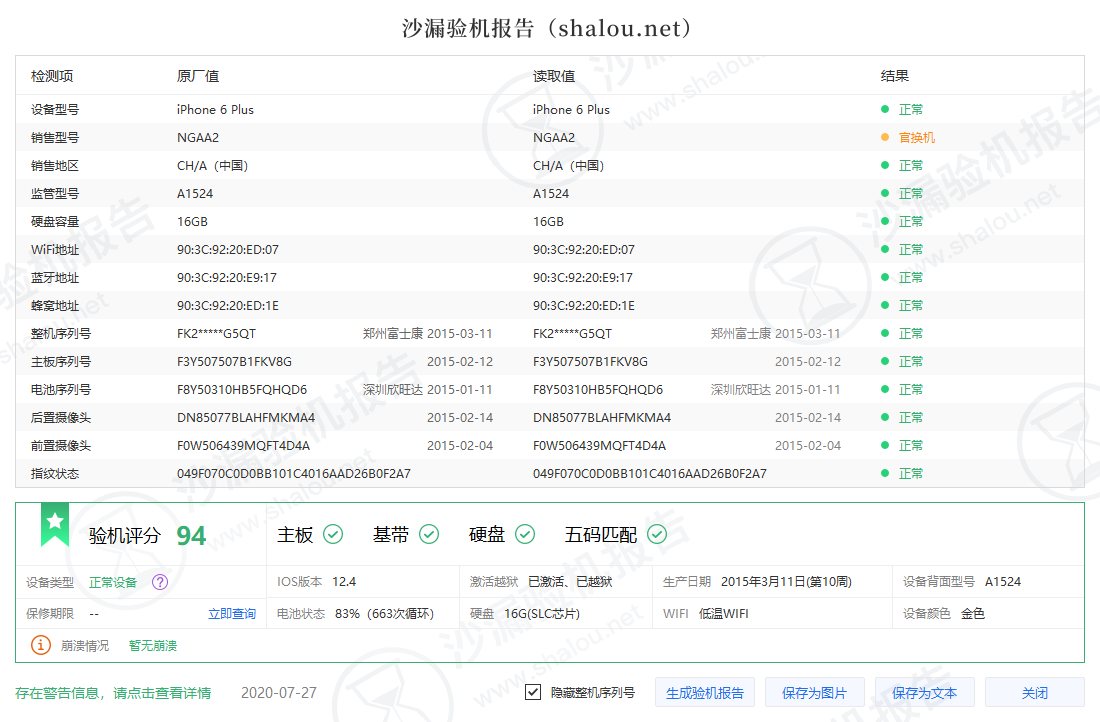 沙漏验机报告（shalou.net）
检测项 原厂值 读取值 结果
设备型号 iPhone 6 Plus iPhone 6 Plus 正常
销售型号 NGAA2 NGAA2 官换机
销售地区 CH/A（中国） CH/A（中国） 正常
监管型号 A1524 A1524 正常
硬盘容量 16GB 16GB 正常
WiFi地址 90:3C:92:20:ED:07 90:3C:92:20:ED:07 正常
蓝牙地址 90:3C:92:20:E9:17 90:3C:92:20:E9:17 正常
蜂窝地址 90:3C:92:20:ED:1E 90:3C:92:20:ED:1E 正常
整机序列号 FK2*****G5QT 郑州富士康 2015-03-11 FK2*****G5QT 郑州富士康 2015-03-11 正常
主板序列号 F3Y507507B1FKV8G 2015-02-12 F3Y507507B1FKV8G 2015-02-12 正常
电池序列号 F8Y50310HB5FQHQD6 深圳欣旺达 2015-01-11 F8Y50310HB5FQHQD6 深圳欣旺达 2015-01-11 正常
后置摄像头 DN85077BLAHFMKMA4 2015-02-14 DN85077BLAHFMKMA4 2015-02-14 正常
前置摄像头 F0W506439MQFT4D4A 2015-02-04 F0W506439MQFT4D4A 2015-02-04 正常
指纹状态 049F070C0D0BB101C4016AAD26B0F2A7 049F070C0D0BB101C4016AAD26B0F2A7 正常
验机评分 94 主板 基带 硬盘 五码匹配
设备类型 正常设备 ? IOS版本 12.4 激活越狱 已激活、已越狱 生产日期 2015年3月11日(第10周) 设备背面型号 A1524
保修期限 -- 立即查询 电池状态 83%（663次循环） 硬盘 16G(SLC芯片) WIFI 低温WIFI 设备颜色 金色
崩溃情况 暂无崩溃
存在警告信息，请点击查看详情 2020-07-27 隐藏整机序列号 生成验机报告 保存为图片 保存为文本 关闭